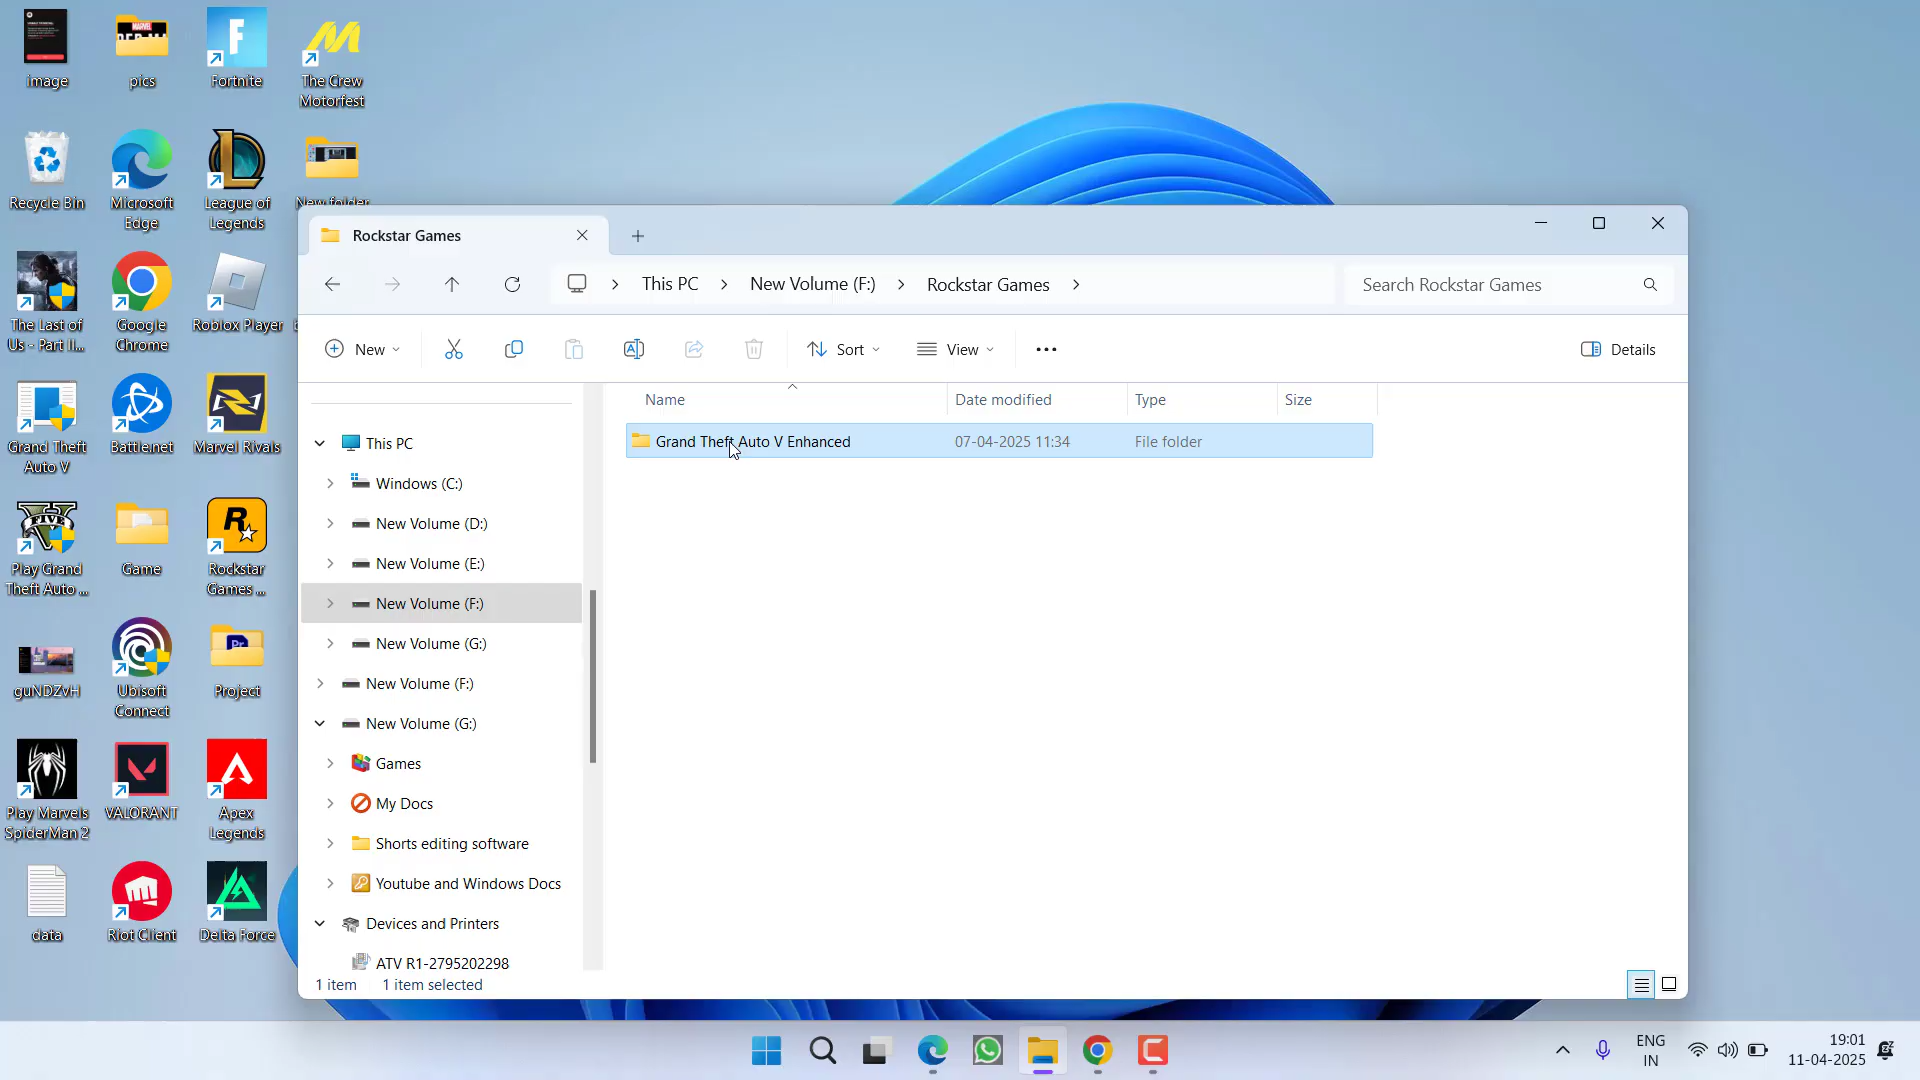 image
pics
Fortnite
The Crew
Motorfest
Recycle Bin
Microsoft
Edge
League of
Legends
New folder
The Last of
Us - Part II...
Google
Chrome
Roblox Player
Grand Theft
Auto V
Battle.net
Marvel Rivals
Play Grand
Theft Auto ...
Game
Rockstar
Games ...
guNDZvH
Ubisoft
Connect
Project
Play Marvels
SpiderMan 2
VALORANT
Apex
Legends
data
Riot Client
Delta Force
Rockstar Games
This PC
New Volume (F:)
Rockstar Games
Search Rockstar Games
New
Sort
View
Details
Name
Date modified
Type
Size
Grand Theft Auto V Enhanced
07-04-2025 11:34
File folder
This PC
Windows (C:)
New Volume (D:)
New Volume (E:)
New Volume (F:)
New Volume (G:)
New Volume (F:)
New Volume (G:)
Games
My Docs
Shorts editing software
Youtube and Windows Docs
Devices and Printers
ATV R1-2795202298
1 item
1 item selected
ENG
IN
19:01
11-04-2025